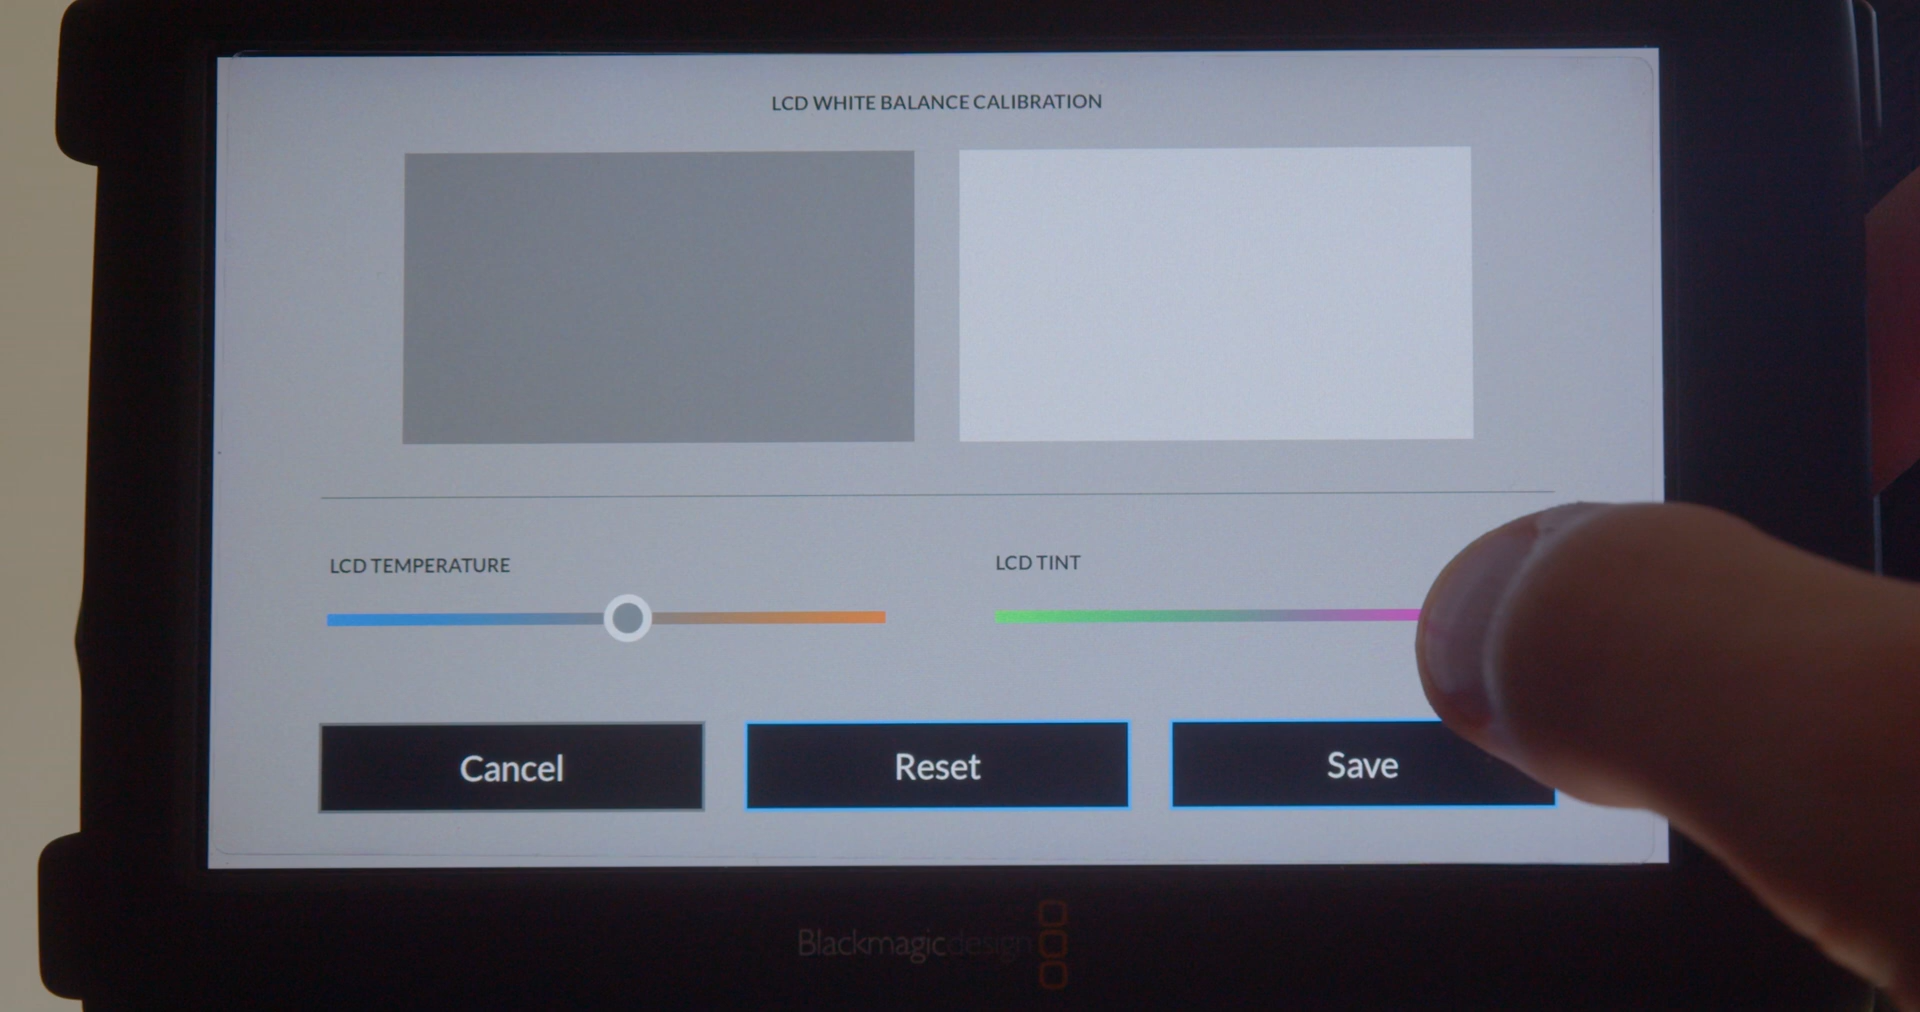 LCD WHITE BALANCE CALIBRATION
LCD TEMPERATURE
LCD TINT
Cancel
Reset
Save
Blackmagicdesign